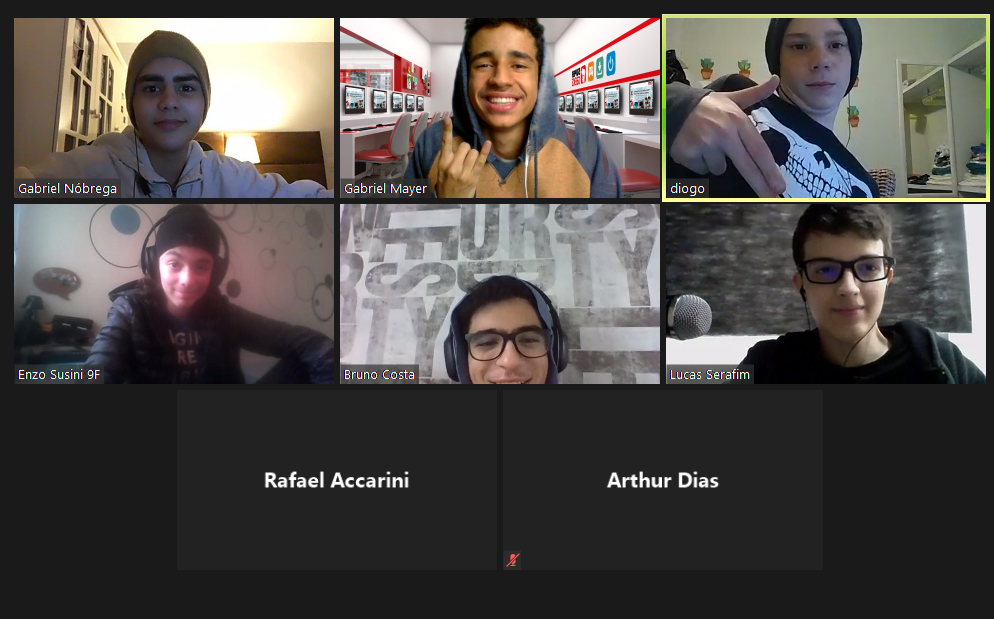 Gabriel Nóbrega
Gabriel Mayer
diogo
Enzo Susini 9F
Bruno Costa
Lucas Serafim
Rafael Accarini
Arthur Dias